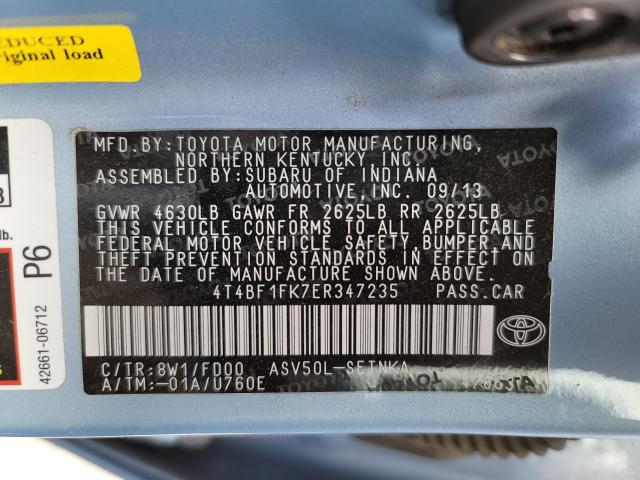 EDUCED
riginal load
MFD.BY:TOYOTA MOTOR MANUFACTURING,
NORTHERN KENTUCKY,INC.
ASSEMBLED BY:SUBARU OF INDIANA
AUTOMOTIVE,INC. 09/13
GVWR 4630LB GAWR FR 2625LB RR 2625LB
THIS VEHICLE CONFORMS TO ALL APPLICABLE
FEDERAL MOTOR VEHICLE SAFETY,BUMPER,AND
THEFT PREVENTION STANDARDS IN EFFECT ON
THE DATE OF MANUFACTURE SHOWN ABOVE.
4T4BF1FK7ER347235 PASS.CAR
C/TR:8W1/FD00 ASV50L-SETNKA
A/TM:-01A/U760E
TOYOTA
lb.
P6
42661-06712